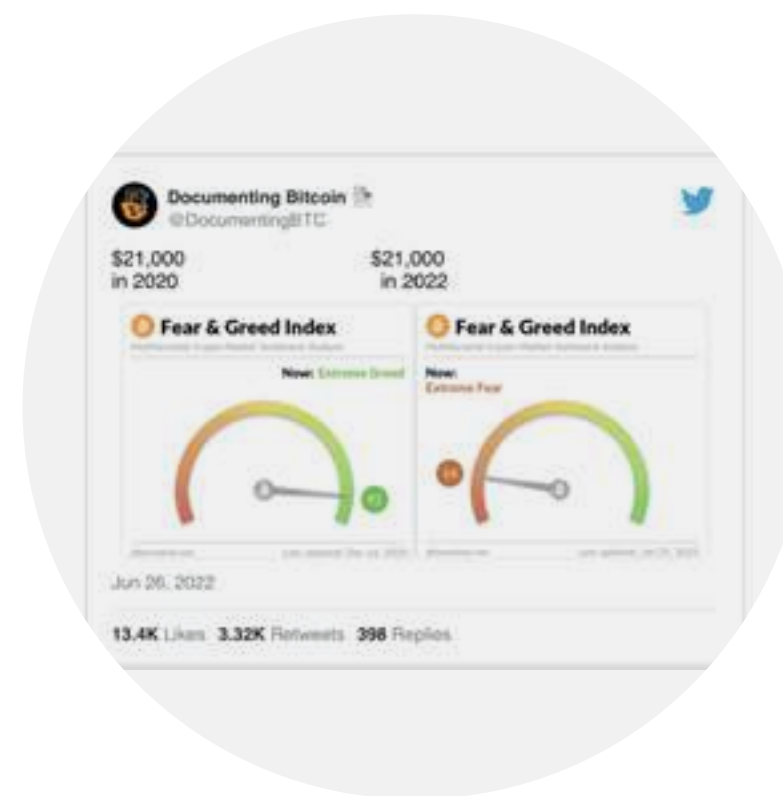 Documenting Bitcoin
@DocumentingBTC
$21,000
in 2020
$21,000
in 2022
Fear & Greed Index
Now: Extreme Greed
Fear & Greed Index
Now:
Extreme Fear
Jun 26, 2022
13.4K Likes 3.32K Retweets 398 Replies